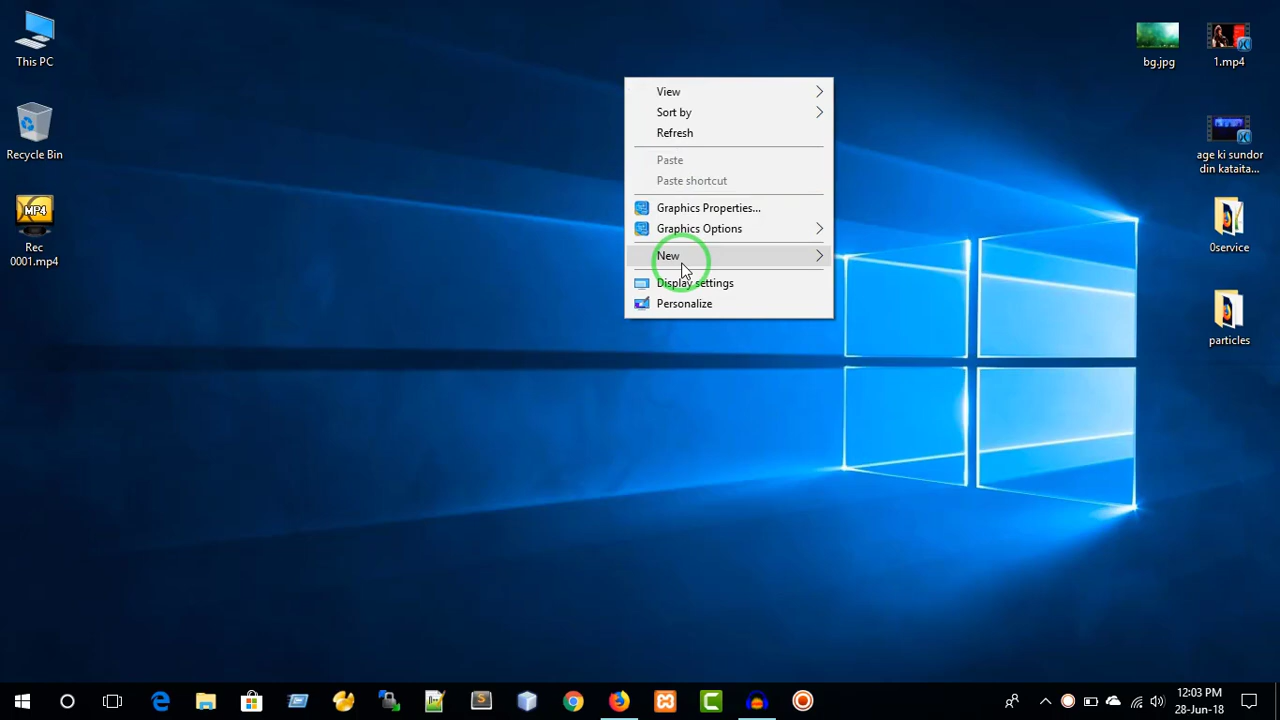 This PC
Recycle Bin
MP4
Rec
0001.mp4
View
Sort by
Refresh
Paste
Paste shortcut
Graphics Properties...
Graphics Options
New
Display settings
Personalize
bg.jpg
1.mp4
age ki sundor
din kataita...
0service
particles
12:03 PM
28-Jun-18